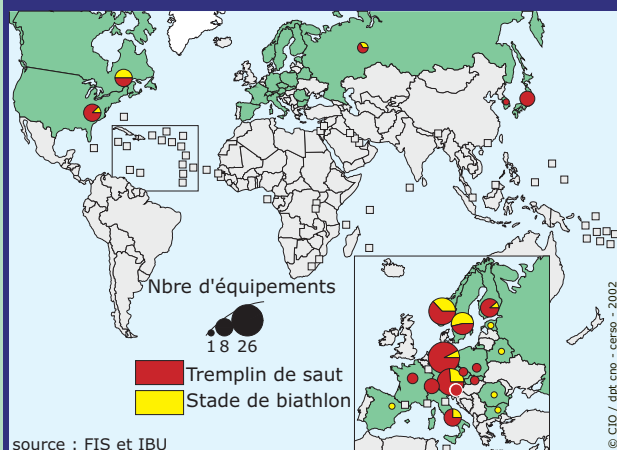 Nbre d'équipements
1 8 26
Tremplin de saut
Stade de biathlon
source : FIS et IBU
© CIO / dpt cno - cerso - 2002